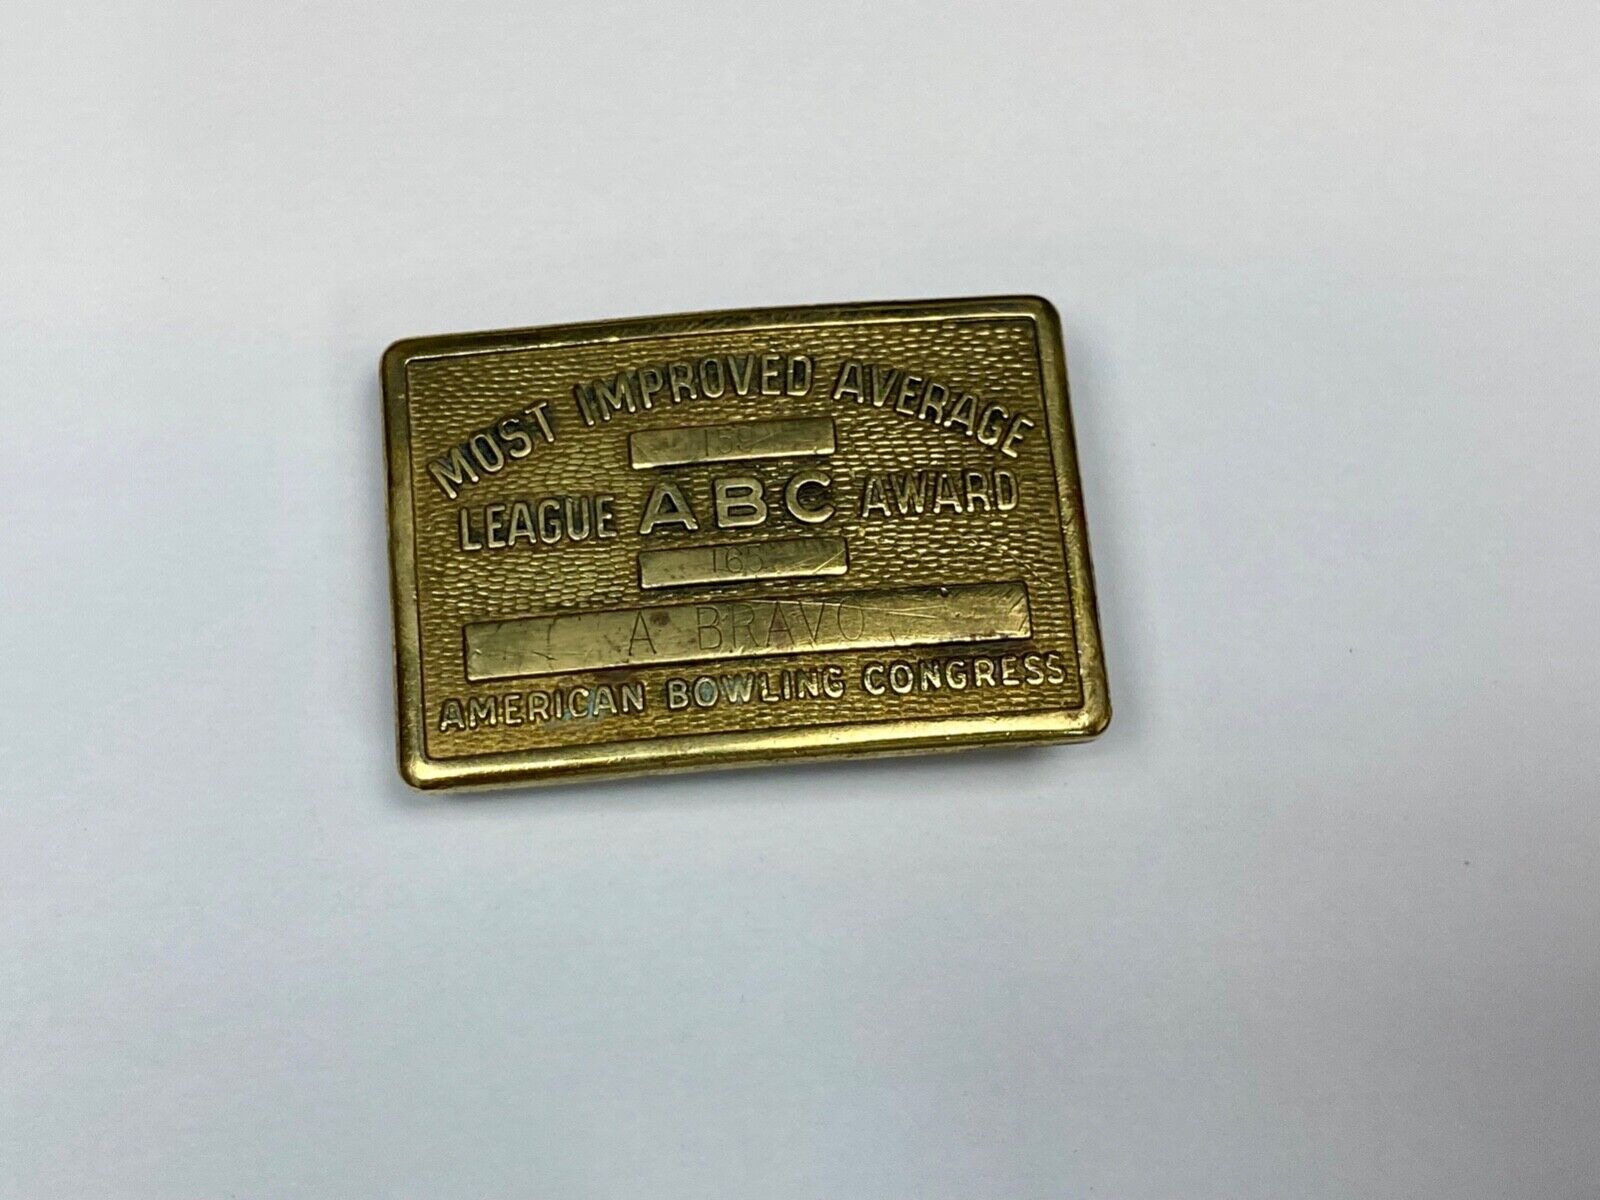 MOST IMPROVED AVERAGE
159
LEAGUE ABC AWARD
165
A BRAVO
AMERICAN BOWLING CONGRESS